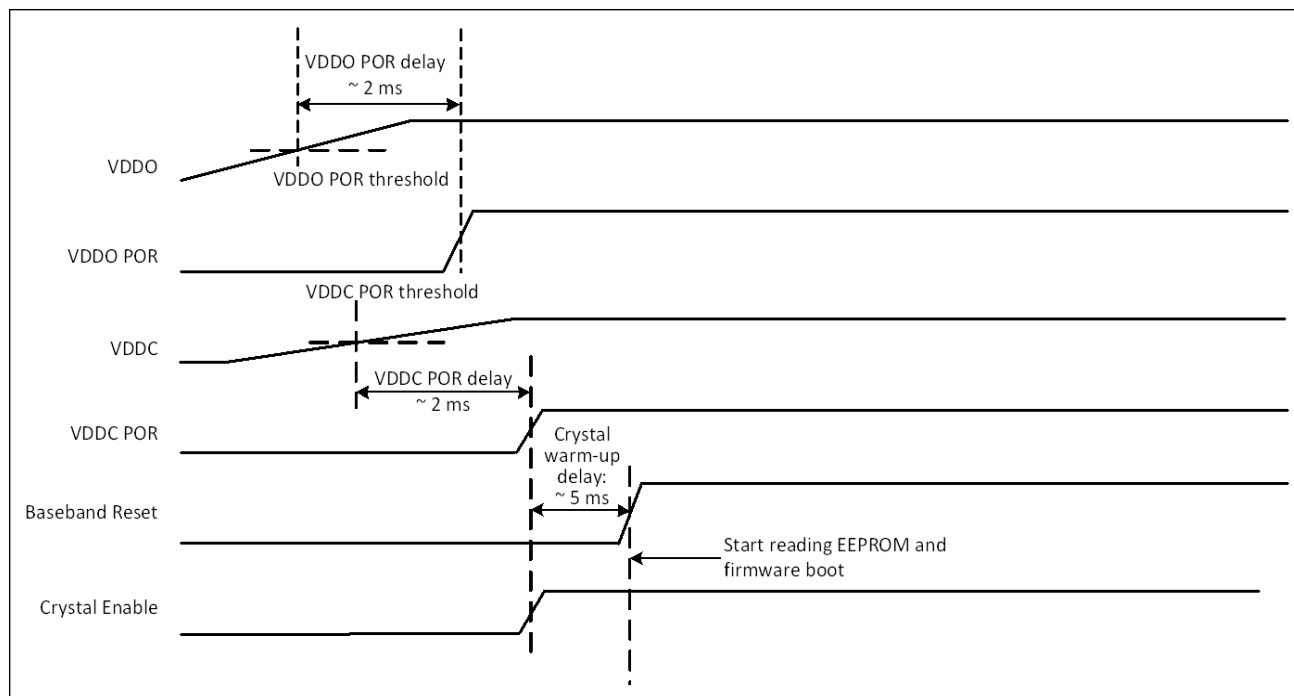 VDDO POR delay
~ 2 ms
VDDO
VDDO POR threshold
VDDO POR
VDDC POR threshold
VDDC
VDDC POR delay
~ 2 ms
VDDC POR
Crystal
warm-up
delay:
~ 5 ms
Baseband Reset
Start reading EEPROM and
firmware boot
Crystal Enable